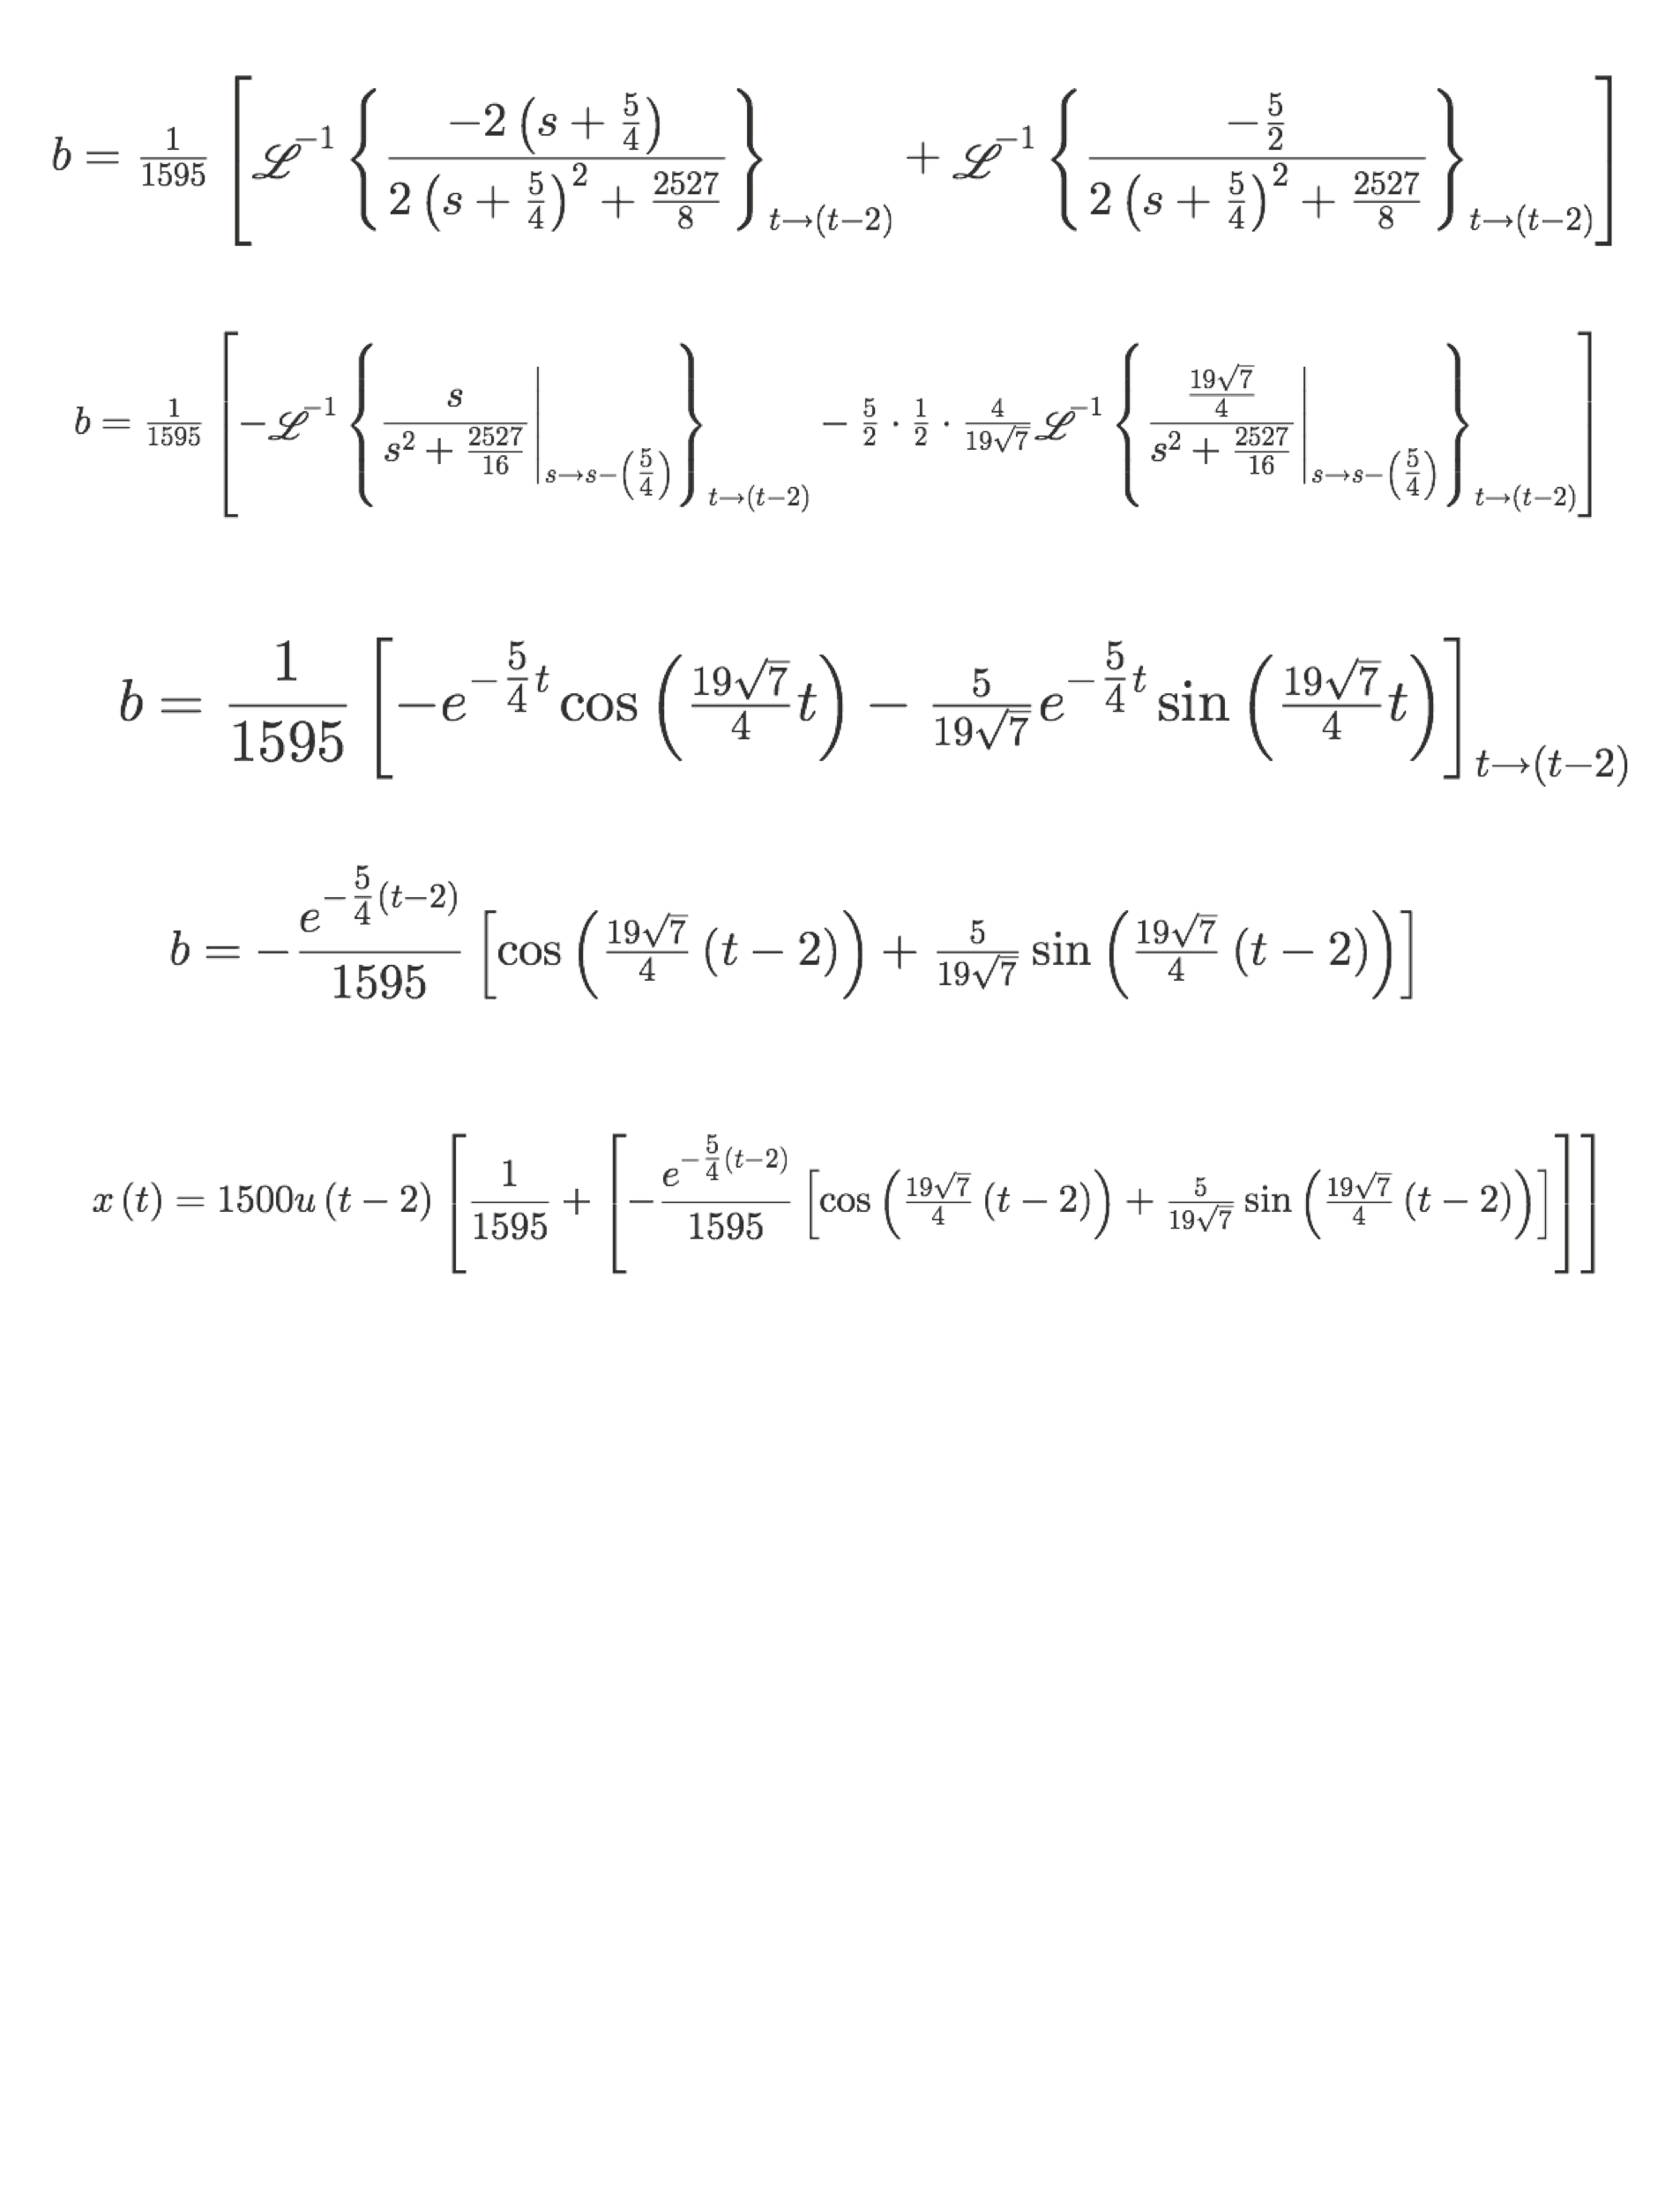 b = \frac{1}{1595} \left[ \mathscr{L}^{-1} \left\{ \frac{-2\left(s+\frac{5}{4}\right)}{2\left(s+\frac{5}{4}\right)^2+\frac{2527}{8}} \right\}_{t \to (t-2)} + \mathscr{L}^{-1} \left\{ \frac{-\frac{5}{2}}{2\left(s+\frac{5}{4}\right)^2+\frac{2527}{8}} \right\}_{t \to (t-2)} \right]
b = \frac{1}{1595} \left[ -\mathscr{L}^{-1} \left\{ \left. \frac{s}{s^2+\frac{2527}{16}} \right|_{s \to s-\left(\frac{5}{4}\right)} \right\}_{t \to (t-2)} - \frac{5}{2} \cdot \frac{1}{2} \cdot \frac{4}{19\sqrt{7}} \mathscr{L}^{-1} \left\{ \left. \frac{\frac{19\sqrt{7}}{4}}{s^2+\frac{2527}{16}} \right|_{s \to s-\left(\frac{5}{4}\right)} \right\}_{t \to (t-2)} \right]
b = \frac{1}{1595} \left[ -e^{-\frac{5}{4}t} \cos\left(\frac{19\sqrt{7}}{4}t\right) - \frac{5}{19\sqrt{7}} e^{-\frac{5}{4}t} \sin\left(\frac{19\sqrt{7}}{4}t\right) \right]_{t \to (t-2)}
b = -\frac{e^{-\frac{5}{4}(t-2)}}{1595} \left[ \cos\left(\frac{19\sqrt{7}}{4}(t-2)\right) + \frac{5}{19\sqrt{7}} \sin\left(\frac{19\sqrt{7}}{4}(t-2)\right) \right]
x(t) = 1500u(t-2) \left[ \frac{1}{1595} + \left[ -\frac{e^{-\frac{5}{4}(t-2)}}{1595} \left[ \cos\left(\frac{19\sqrt{7}}{4}(t-2)\right) + \frac{5}{19\sqrt{7}} \sin\left(\frac{19\sqrt{7}}{4}(t-2)\right) \right] \right] \right]